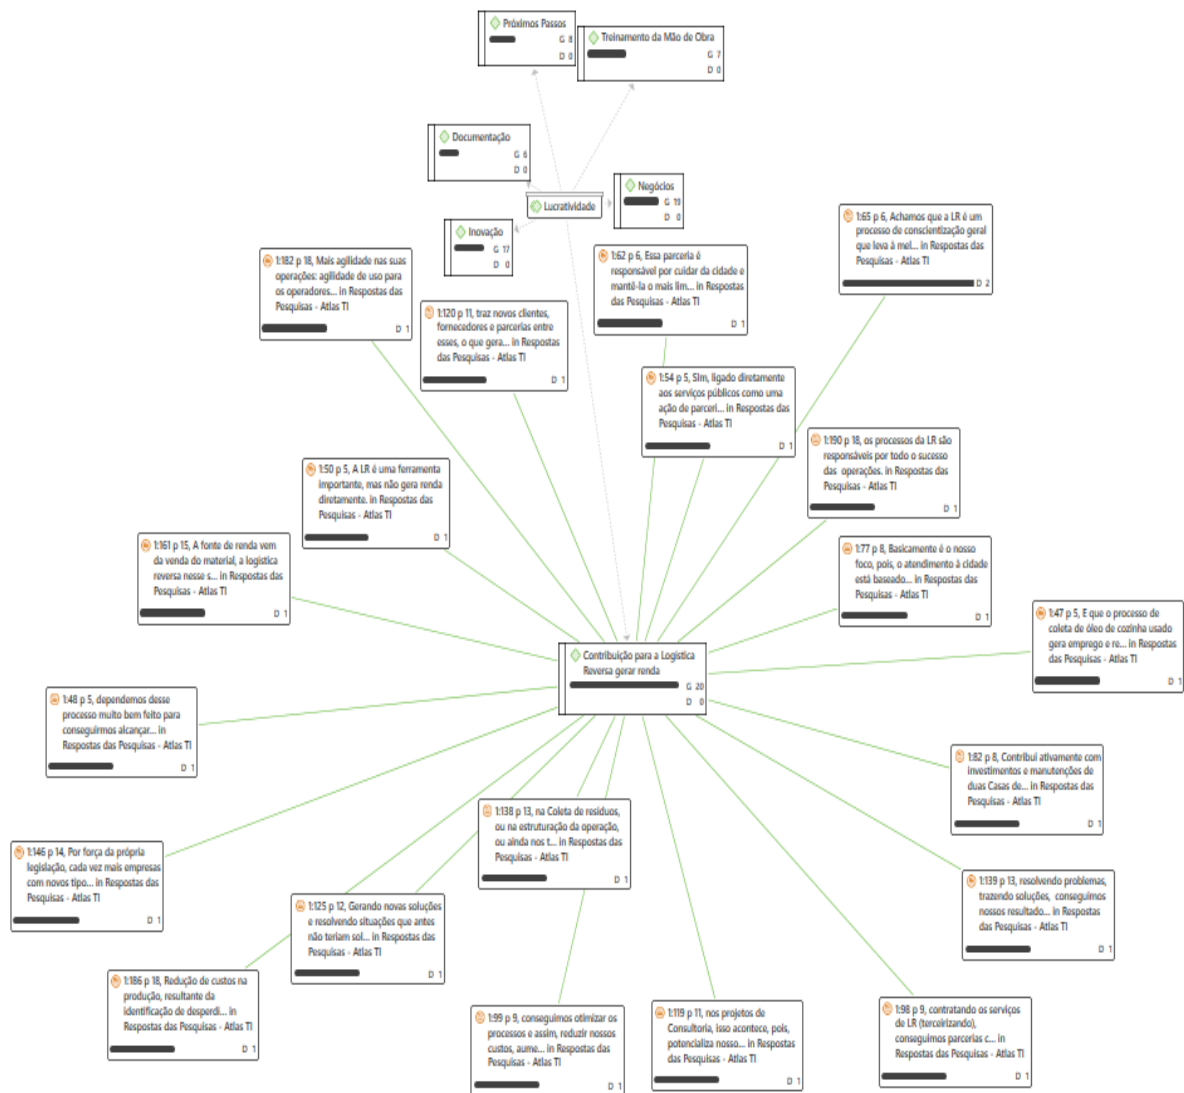 Próximos Passos
G 8
D 0
Treinamento da Mão de Obra
G 7
D 0
Documentação
G 6
D 0
Lucratividade
Negócios
G 19
D 0
Inovação
G 17
D 0
1:65 p 6, Achamos que a LR é um
processo de conscientização geral
que leva à mel... in Respostas das
Pesquisas - Atlas TI
D 2
1:182 p 18, Mais agilidade nas suas
operações: agilidade de uso para
os operadores... in Respostas das
Pesquisas - Atlas TI
D 1
1:62 p 6, Essa parceria é
responsável por cuidar da cidade e
mantê-la o mais lim... in Respostas
das Pesquisas - Atlas TI
D 1
1:120 p 11, traz novos clientes,
fornecedores e parcerias entre
esses, o que gera... in Respostas
das Pesquisas - Atlas TI
D 1
1:54 p 5, SIm, ligado diretamente
aos serviços públicos como uma
ação de parceri... in Respostas das
Pesquisas - Atlas TI
D 1
1:190 p 18, os processos da LR são
responsáveis por todo o sucesso
das operações. in Respostas das
Pesquisas - Atlas TI
D 1
1:50 p 5, A LR é uma ferramenta
importante, mas não gera renda
diretamente. in Respostas das
Pesquisas - Atlas TI
D 1
1:161 p 15, A fonte de renda vem
da venda do material, a logística
reversa nesse s... in Respostas das
Pesquisas - Atlas TI
D 1
1:77 p 8, Basicamente é o nosso
foco, pois, o atendimento à cidade
está baseado... in Respostas das
Pesquisas - Atlas TI
D 1
1:47 p 5, E que o processo de
coleta de óleo de cozinha usado
gera emprego e re... in Respostas
das Pesquisas - Atlas TI
D 1
Contribuição para a Logística
Reversa gerar renda
G 20
D 0
1:48 p 5, dependemos desse
processo muito bem feito para
conseguirmos alcançar... in
Respostas das Pesquisas - Atlas TI
D 1
1:82 p 8, Contribui ativamente com
investimentos e manutenções de
duas Casas de... in Respostas das
Pesquisas - Atlas TI
D 1
1:138 p 13, na Coleta de resíduos,
ou na estruturação da operação,
ou ainda nos t... in Respostas das
Pesquisas - Atlas TI
D 1
1:146 p 14, Por força da própria
legislação, cada vez mais empresas
com novos tipo... in Respostas das
Pesquisas - Atlas TI
D 1
1:139 p 13, resolvendo problemas,
trazendo soluções, conseguimos
nossos resultado... in Respostas
das Pesquisas - Atlas TI
D 1
1:125 p 12, Gerando novas soluções
e resolvendo situações que antes
não teriam sol... in Respostas das
Pesquisas - Atlas TI
D 1
1:186 p 18, Redução de custos na
produção, resultante da
identificação de desperdí... in
Respostas das Pesquisas - Atlas TI
D 1
1:99 p 9, conseguimos otimizar os
processos e assim, reduzir nossos
custos, aume... in Respostas das
Pesquisas - Atlas TI
D 1
1:119 p 11, nos projetos de
Consultoria, isso acontece, pois,
potencializa nosso... in Respostas
das Pesquisas - Atlas TI
D 1
1:98 p 9, contratando os serviços
de LR (terceirizando),
conseguimos parcerias c... in
Respostas das Pesquisas - Atlas TI
D 1